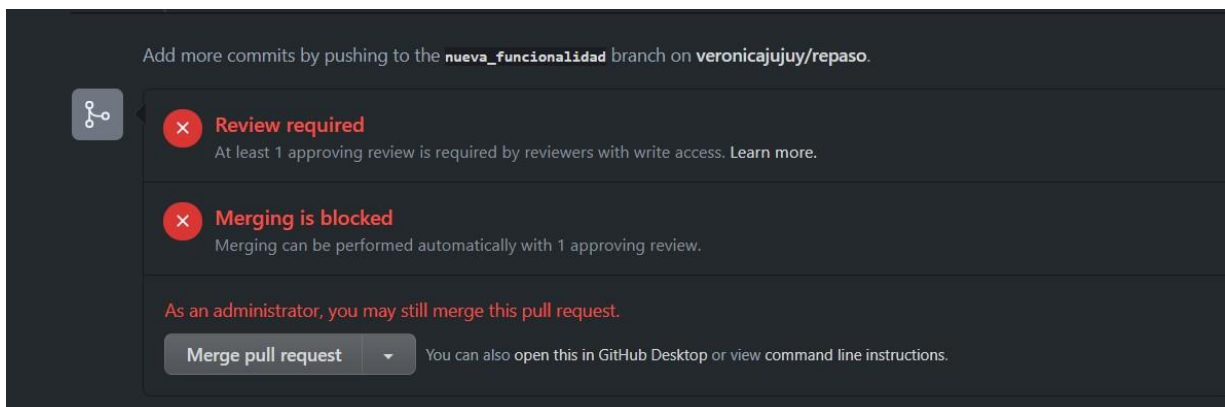 Add more commits by pushing to the nueva_funcionalidad branch on veronicajujuy/repaso.
Review required
At least 1 approving review is required by reviewers with write access. Learn more.
Merging is blocked
Merging can be performed automatically with 1 approving review.
As an administrator, you may still merge this pull request.
Merge pull request You can also open this in GitHub Desktop or view command line instructions.